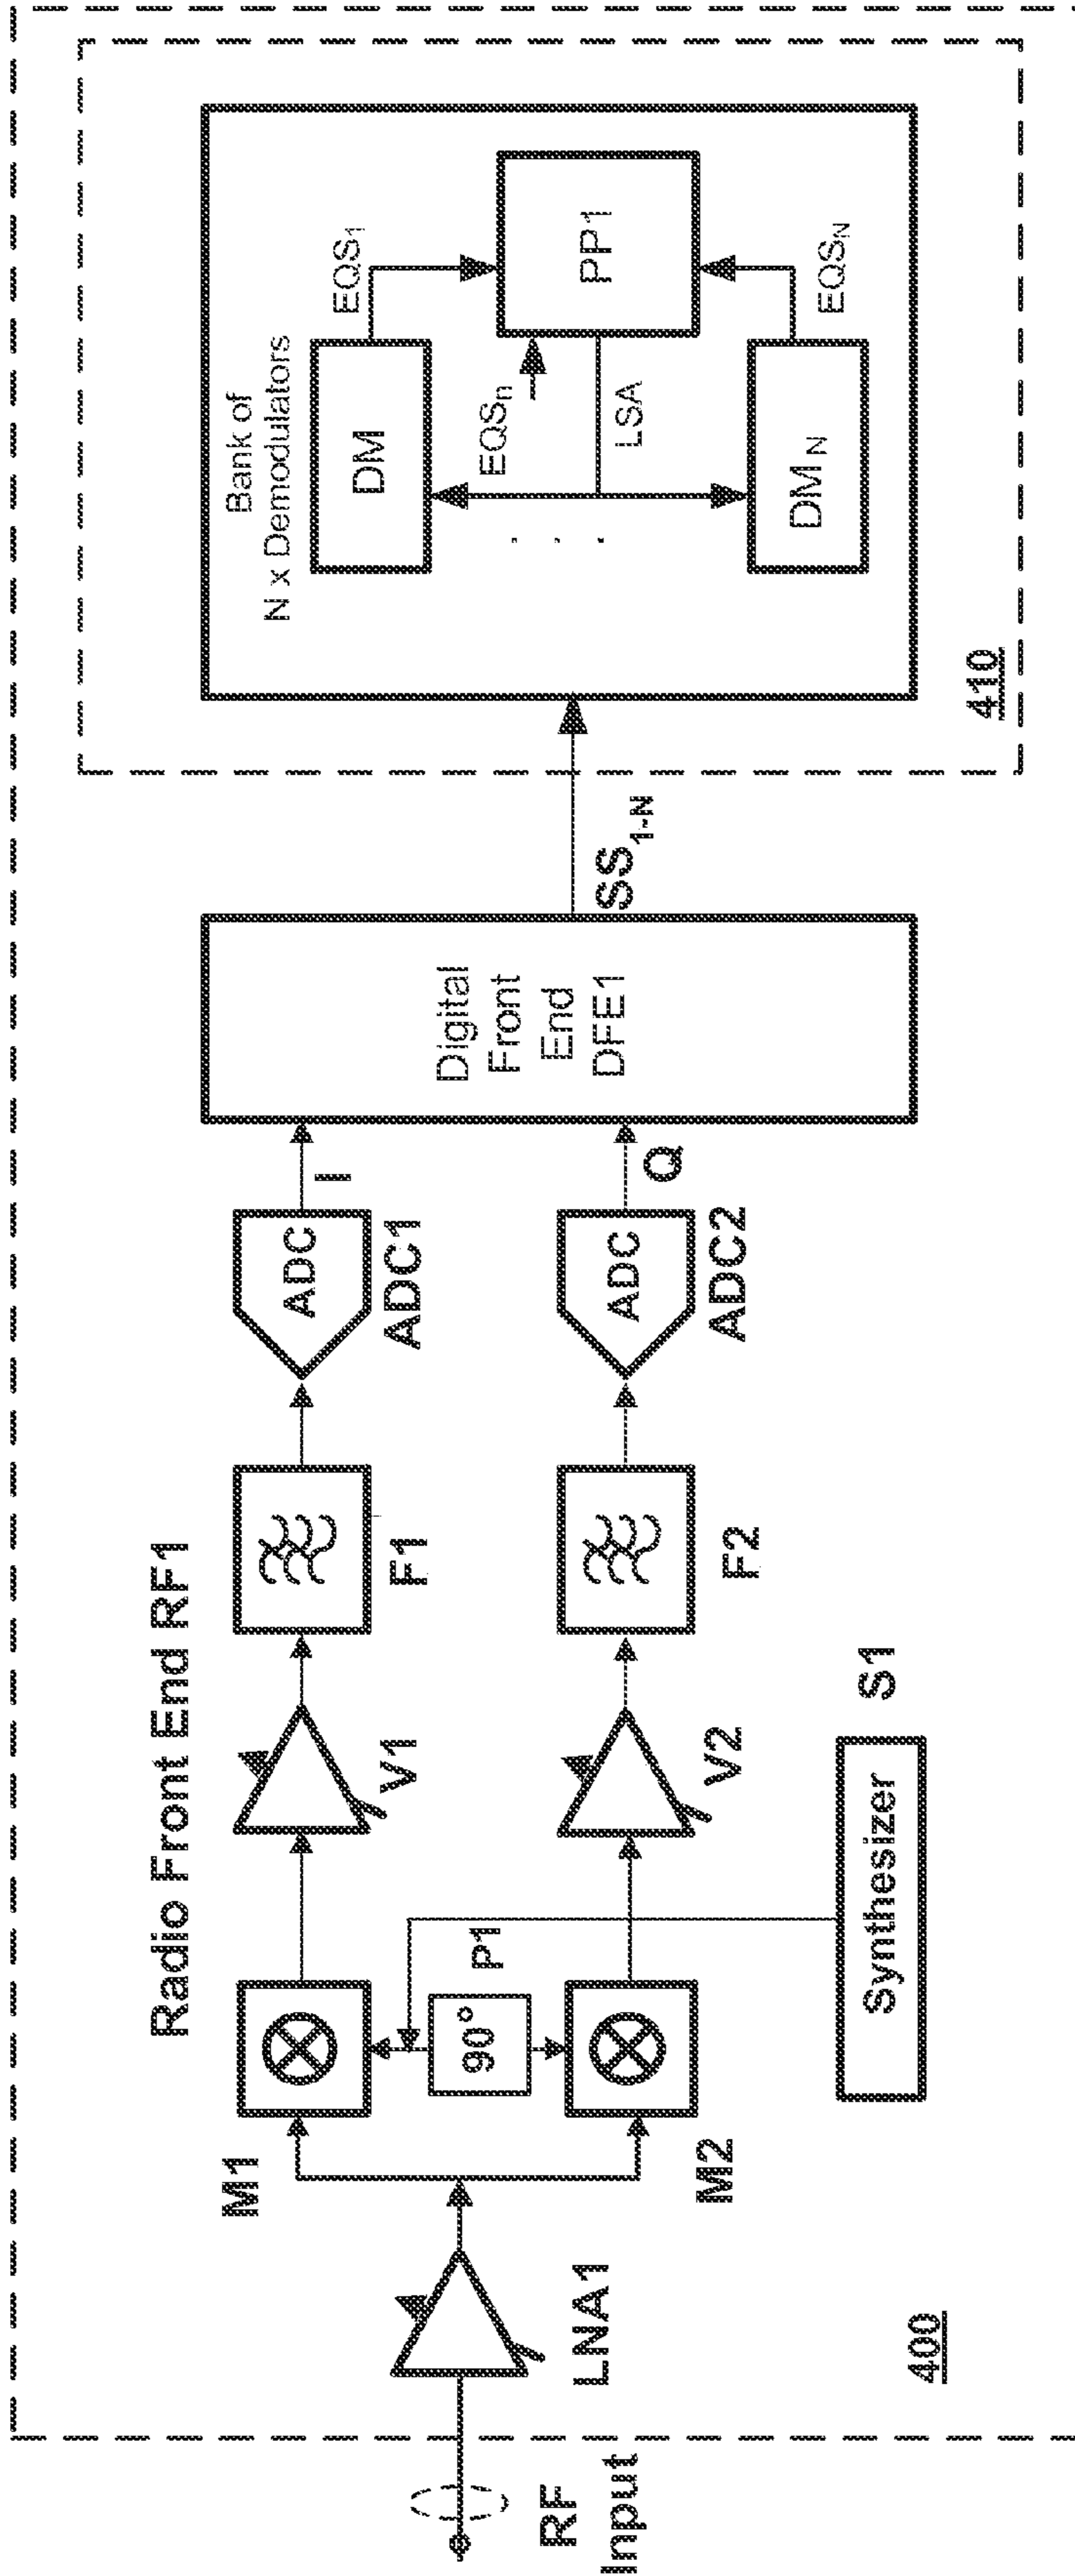 RF
Input
LNA1
400
M1
M2
90°
P1
Radio Front End RF1
V1
V2
Synthesizer
S1
F1
F2
ADC
ADC1
ADC
ADC2
I
Q
Digital
Front
End
DFE1
SS1-N
Bank of
N x Demodulators
DM
EQS1
EQSn
LSA
PP1
DM N
EQSN
410